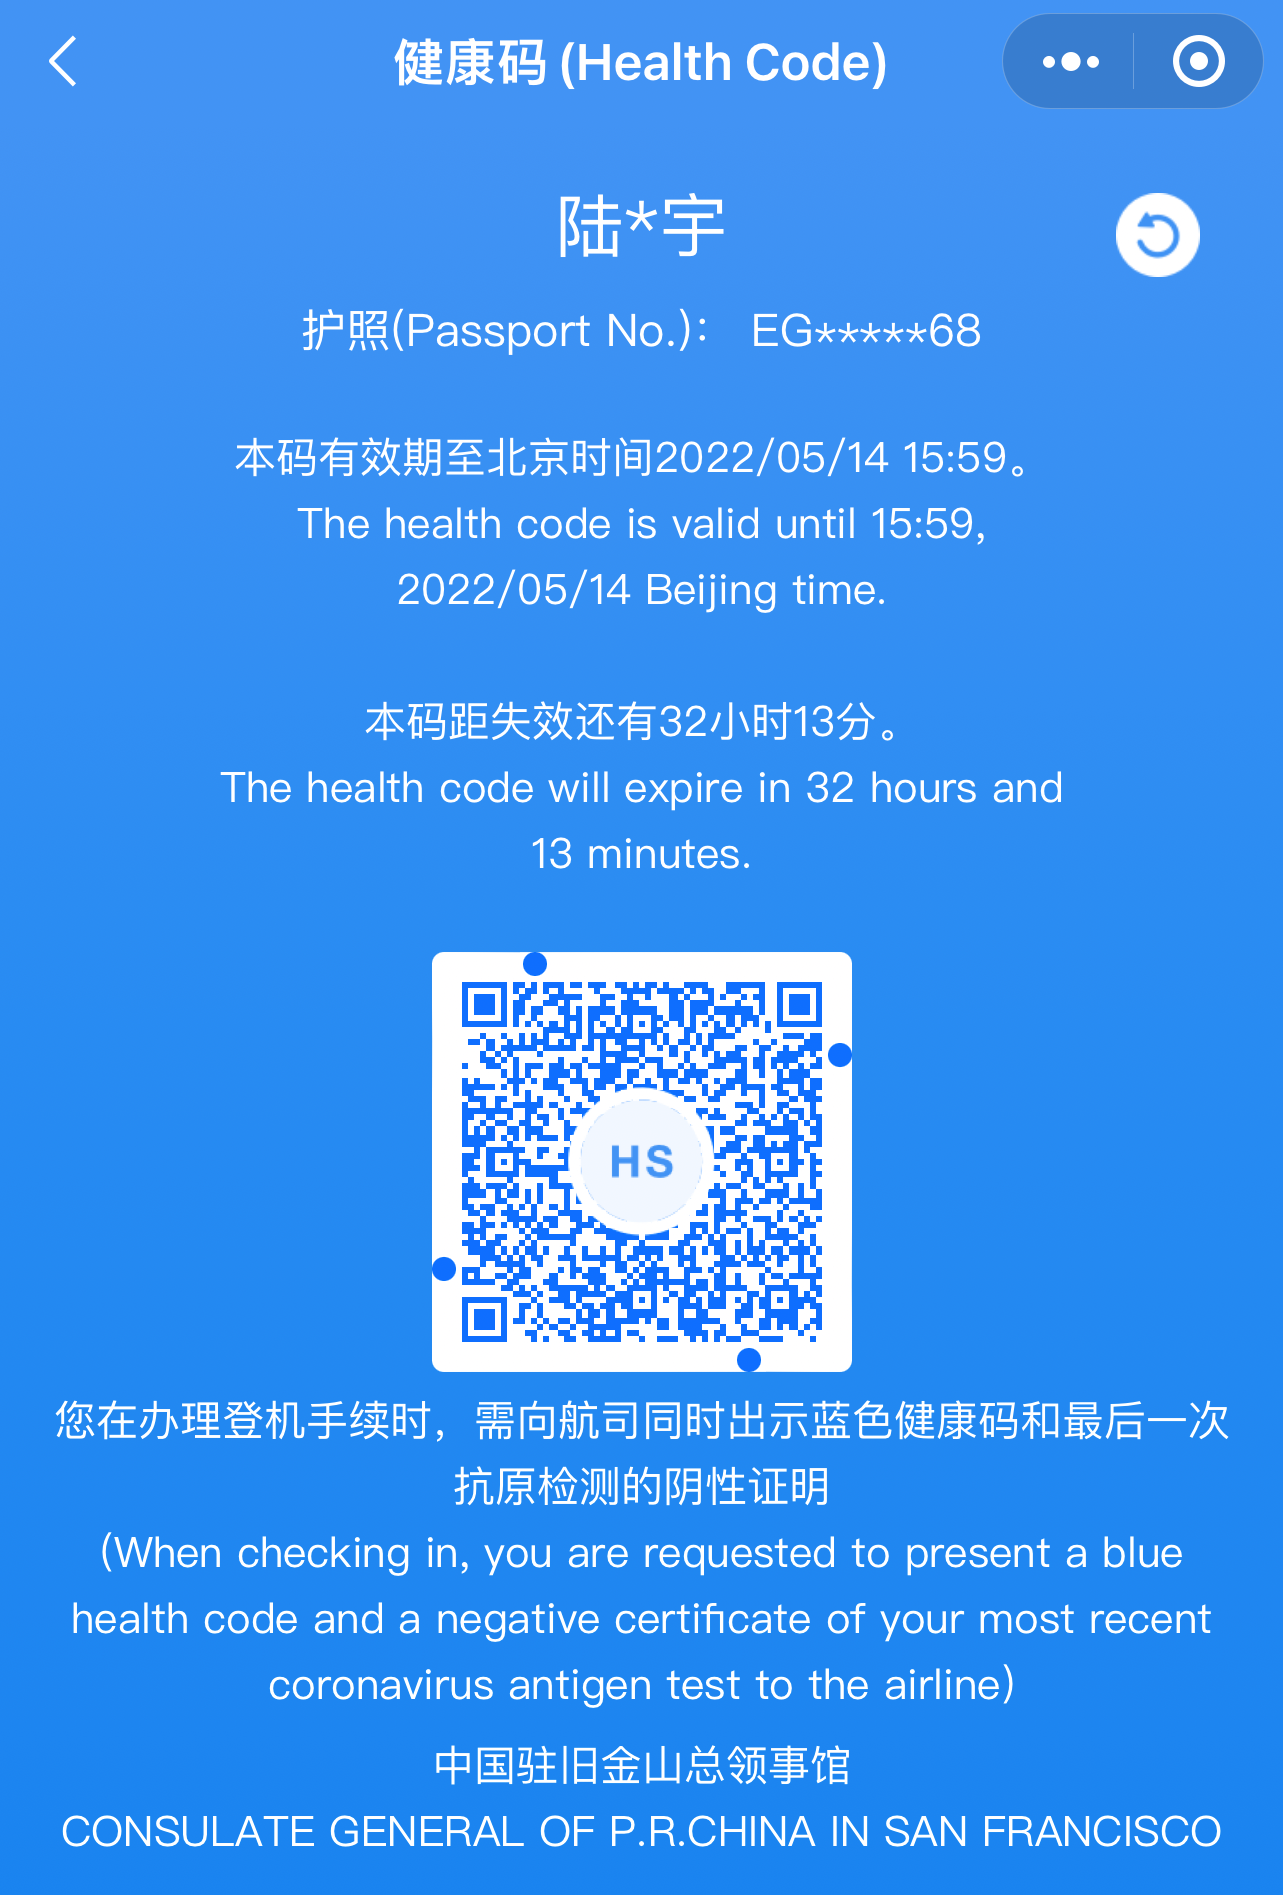 健康码 (Health Code)
陆*宇
护照(Passport No.)： EG*****68
本码有效期至北京时间2022/05/14 15:59。
The health code is valid until 15:59,
2022/05/14 Beijing time.
本码距失效还有32小时13分。
The health code will expire in 32 hours and
13 minutes.
HS
您在办理登机手续时，需向航司同时出示蓝色健康码和最后一次
抗原检测的阴性证明
(When checking in, you are requested to present a blue
health code and a negative certificate of your most recent
coronavirus antigen test to the airline)
中国驻旧金山总领事馆
CONSULATE GENERAL OF P.R.CHINA IN SAN FRANCISCO